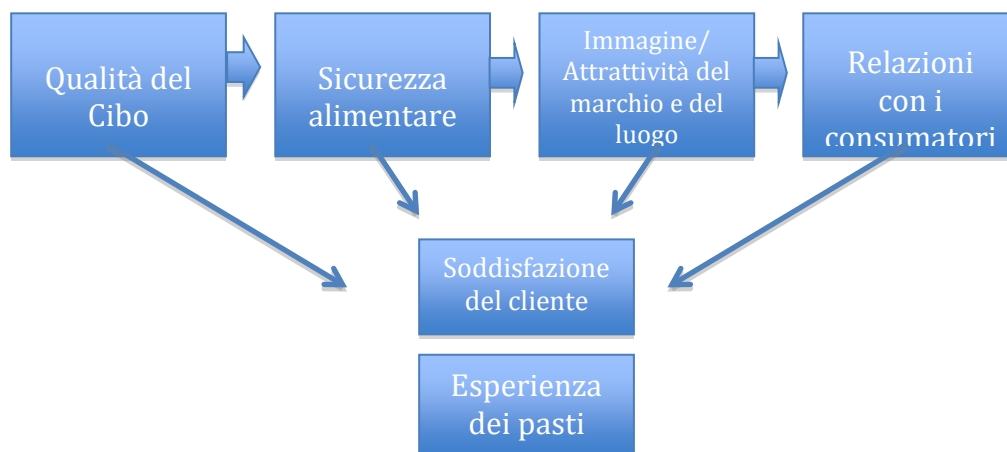 Qualità del
Cibo
Sicurezza
alimentare
Immagine/
Attrattività del
marchio e del
luogo
Relazioni
con i
consumatori
Soddisfazione
del cliente
Esperienza
dei pasti